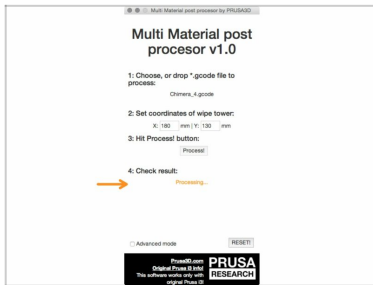 Multi Material post procesor by PRUSA3D
Multi Material post
procesor v1.0
1: Choose, or drop *.gcode file to
process:
Chimera_4.gcode
2: Set coordinates of wipe tower:
X: 180 mm | Y: 130 mm
3: Hit Process! button:
Process!
4: Check result:
Processing...
Advanced mode
RESET!
Prusa3D.com
Original Prusa i3 info!
This software works only with
original Prusa i3!
PRUSA
RESEARCH